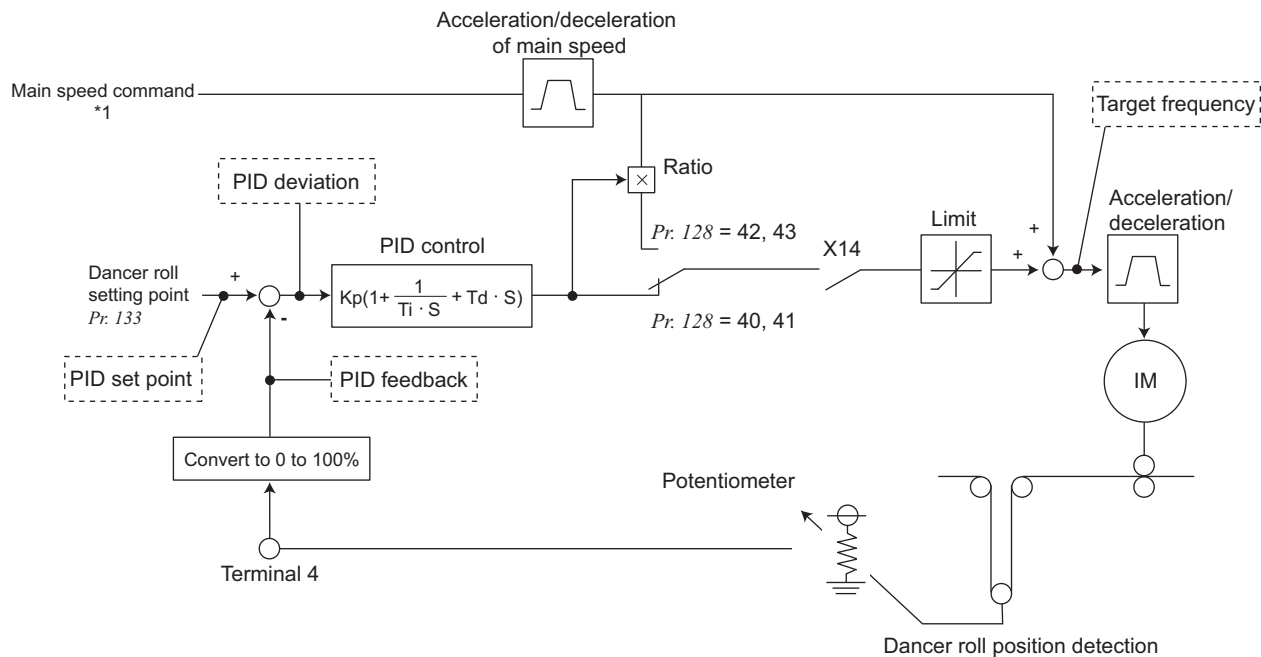 Acceleration/deceleration
of main speed
Main speed command
*1
Target frequency
PID deviation
Ratio
×
Acceleration/
deceleration
Pr. 128 = 42, 43
Limit
PID control
X14
+
+
Dancer roll
setting point
Pr. 133
+
-
Kp(1+ 1/Ti · S + Td · S)
Pr. 128 = 40, 41
PID set point
PID feedback
IM
Convert to 0 to 100%
Potentiometer
Terminal 4
Dancer roll position detection